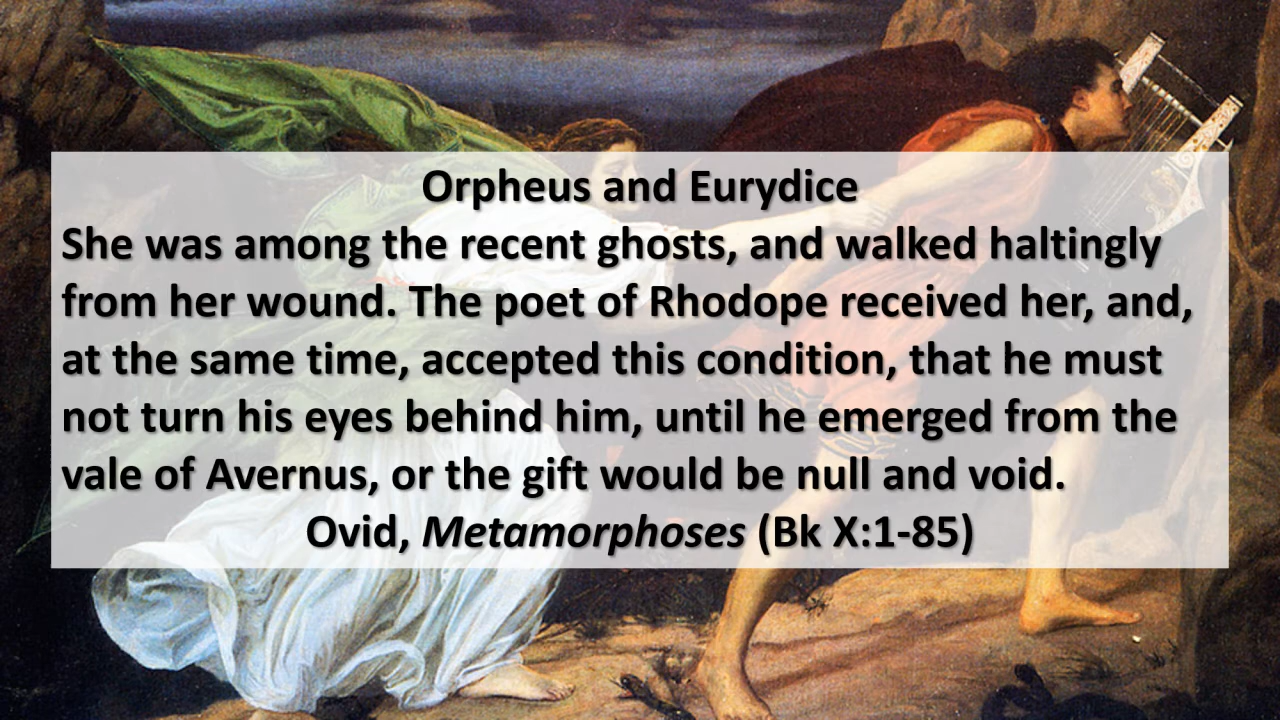 Orpheus and Eurydice
She was among the recent ghosts, and walked haltingly
from her wound. The poet of Rhodope received her, and,
at the same time, accepted this condition, that he must
not turn his eyes behind him, until he emerged from the
vale of Avernus, or the gift would be null and void.
Ovid, Metamorphoses (Bk X:1-85)